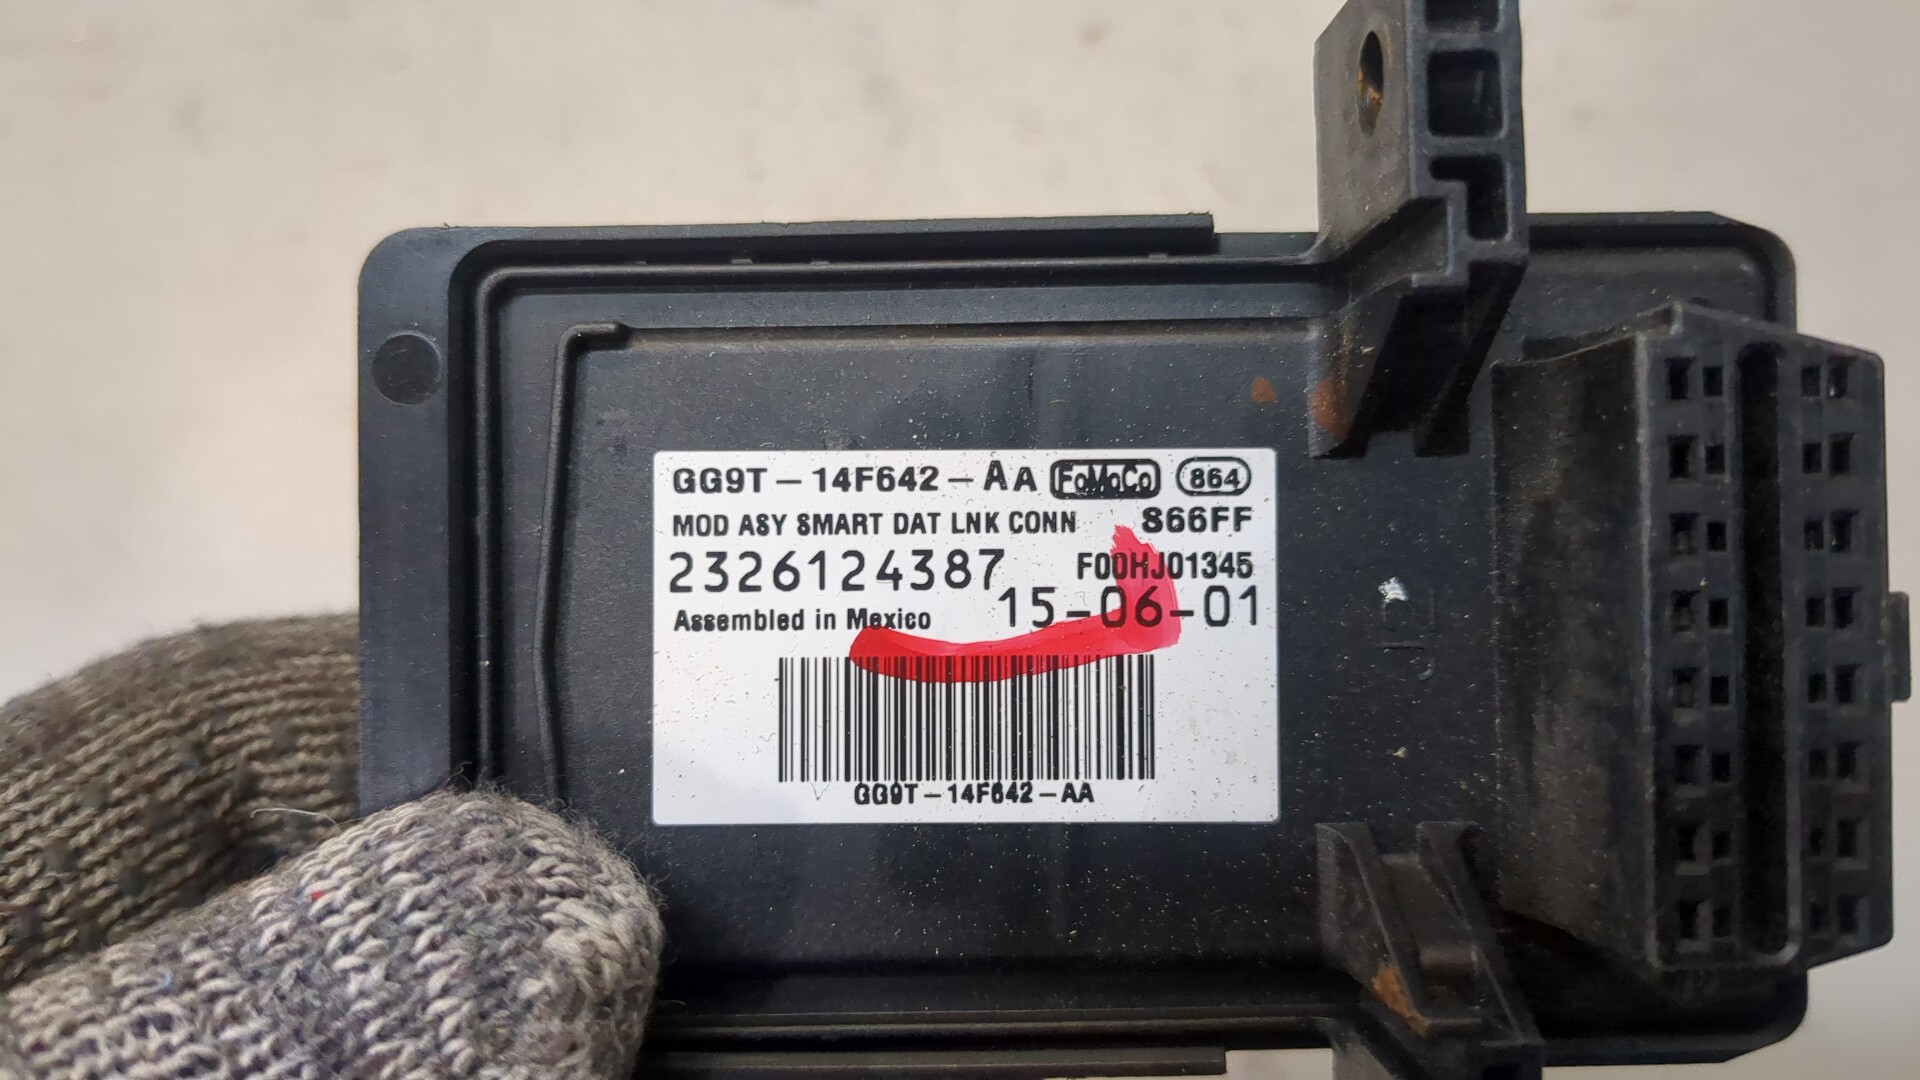 GG9T-14F642-AA FoMoCo 864
MOD ASY SMART DAT LNK CONN 866FF
2326124387 F00HJ01345
Assembled in Mexico 15-06-01
GG9T-14F642-AA